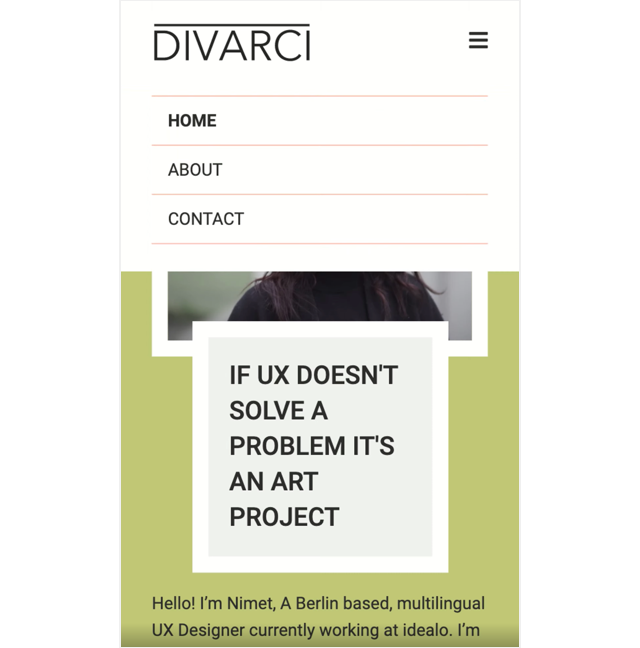 DIVARCI
HOME
ABOUT
CONTACT
IF UX DOESN'T
SOLVE A
PROBLEM IT'S
AN ART
PROJECT
Hello! I’m Nimet, A Berlin based, multilingual
UX Designer currently working at idealo. I’m